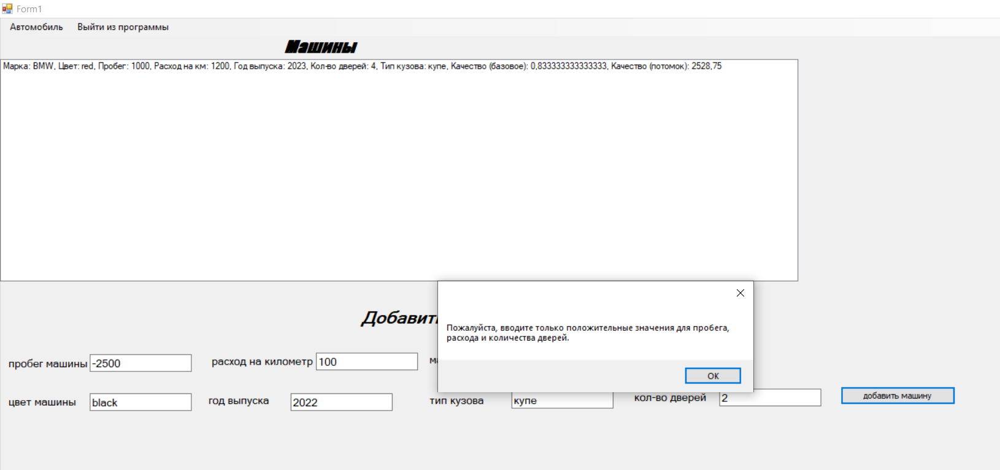 Form1
Автомобиль Выйти из программы
Машины
Марка: BMW, Цвет: red, Пробег: 1000, Расход на км: 1200, Год выпуска: 2023, Кол-во дверей: 4, Тип кузова: купе, Качество (базовое): 0,833333333333333, Качество (потомок): 2528,75
Добавить
Пожалуйста, вводите только положительные значения для пробега,
расхода и количества дверей.
OK
пробег машины -2500 расход на километр 100
цвет машины black год выпуска 2022 тип кузова купе кол-во дверей 2 добавить машину